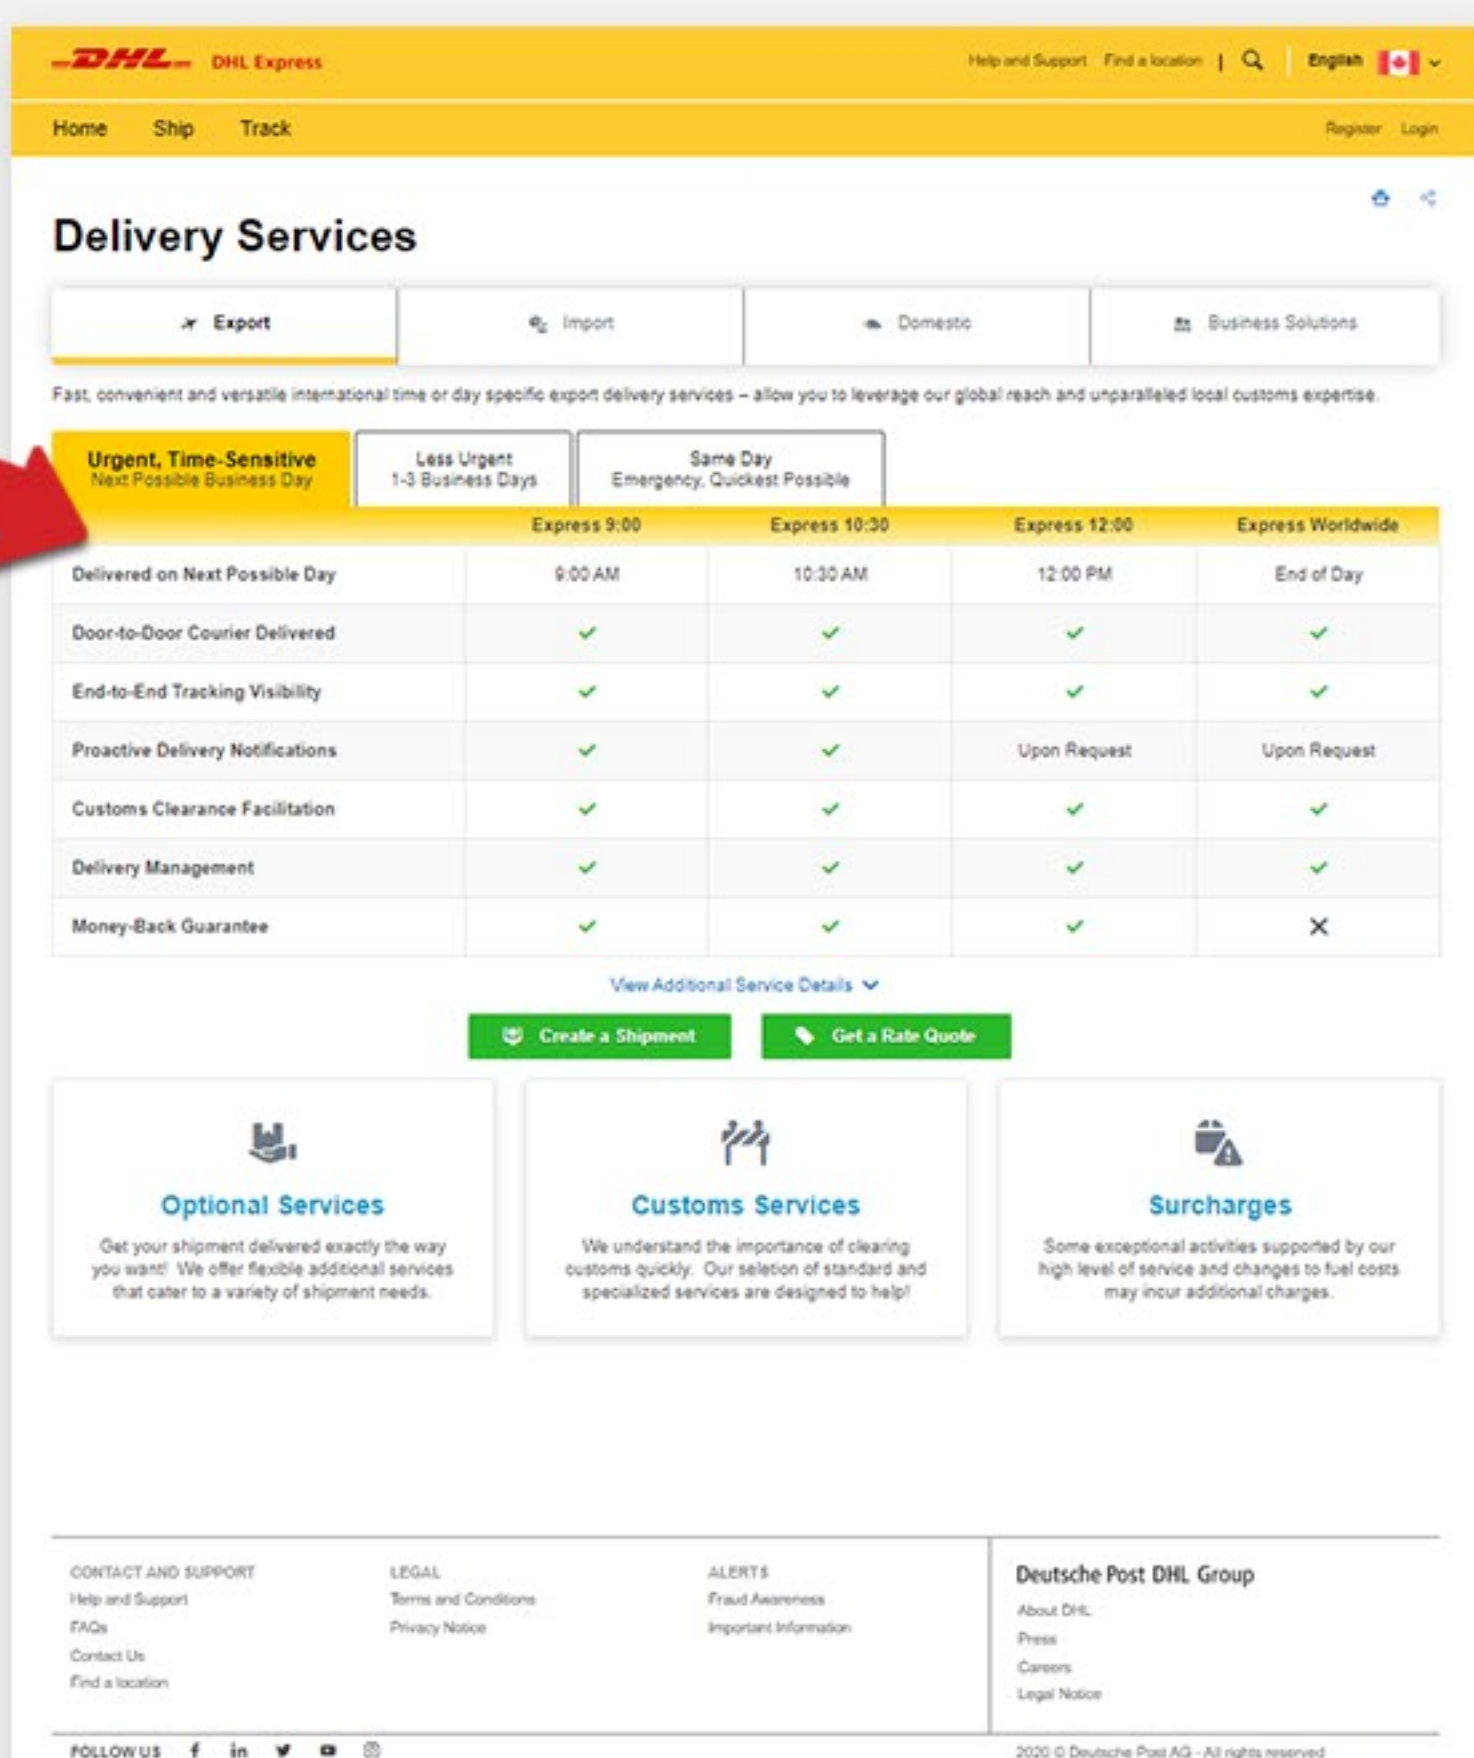 DHL DHL Express Help and Support Find a location | English
Home Ship Track Register Login
Delivery Services
Export Import Domestic Business Solutions
Fast, convenient and versatile international time or day specific export delivery services – allow you to leverage our global reach and unparalleled local customs expertise.
Urgent, Time-Sensitive Less Urgent Same Day
Next Possible Business Day 1-3 Business Days Emergency, Quickest Possible
Express 9:00 Express 10:30 Express 12:00 Express Worldwide
Delivered on Next Possible Day 9:00 AM 10:30 AM 12:00 PM End of Day
Door-to-Door Courier Delivered ✓ ✓ ✓ ✓
End-to-End Tracking Visibility ✓ ✓ ✓ ✓
Proactive Delivery Notifications ✓ ✓ Upon Request Upon Request
Customs Clearance Facilitation ✓ ✓ ✓ ✓
Delivery Management ✓ ✓ ✓ ✓
Money-Back Guarantee ✓ ✓ ✓ ✕
View Additional Service Details
Create a Shipment Get a Rate Quote
Optional Services
Get your shipment delivered exactly the way
you want! We offer flexible additional services
that cater to a variety of shipment needs.
Customs Services
We understand the importance of clearing
customs quickly. Our seletion of standard and
specialized services are designed to help!
Surcharges
Some exceptional activities supported by our
high level of service and changes to fuel costs
may incur additional charges.
CONTACT AND SUPPORT
Help and Support
FAQs
Contact Us
Find a location
LEGAL
Terms and Conditions
Privacy Notice
ALERTS
Fraud Awareness
Important Information
Deutsche Post DHL Group
About DHL
Press
Careers
Legal Notice
FOLLOW US
2020 © Deutsche Post AG - All rights reserved